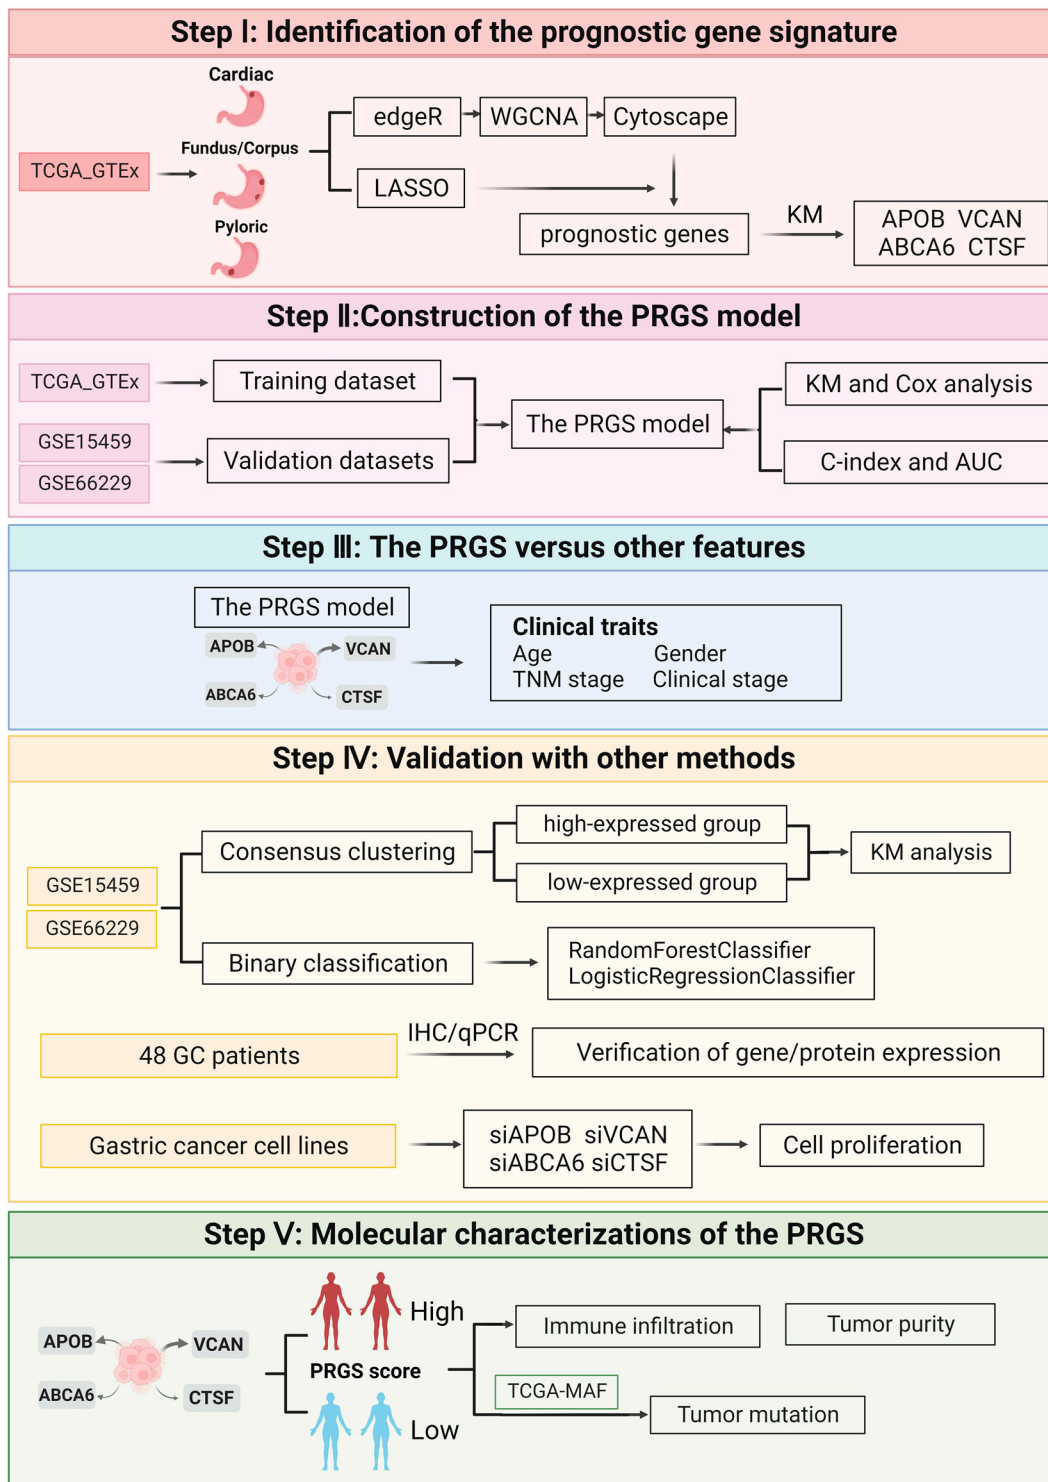 Step Ⅰ: Identification of the prognostic gene signature
Cardiac
Fundus/Corpus
Pyloric
TCGA_GTEx
edgeR
WGCNA
Cytoscape
LASSO
prognostic genes
KM
APOB VCAN
ABCA6 CTSF
Step Ⅱ:Construction of the PRGS model
TCGA_GTEx
Training dataset
GSE15459
GSE66229
Validation datasets
The PRGS model
KM and Cox analysis
C-index and AUC
Step Ⅲ: The PRGS versus other features
The PRGS model
APOB
VCAN
ABCA6
CTSF
Clinical traits
Age Gender
TNM stage Clinical stage
Step Ⅳ: Validation with other methods
GSE15459
GSE66229
Consensus clustering
high-expressed group
low-expressed group
KM analysis
Binary classification
RandomForestClassifier
LogisticRegressionClassifier
48 GC patients
IHC/qPCR
Verification of gene/protein expression
Gastric cancer cell lines
siAPOB siVCAN
siABCA6 siCTSF
Cell proliferation
Step Ⅴ: Molecular characterizations of the PRGS
APOB
VCAN
ABCA6
CTSF
High
PRGS score
Low
Immune infiltration
Tumor purity
TCGA-MAF
Tumor mutation